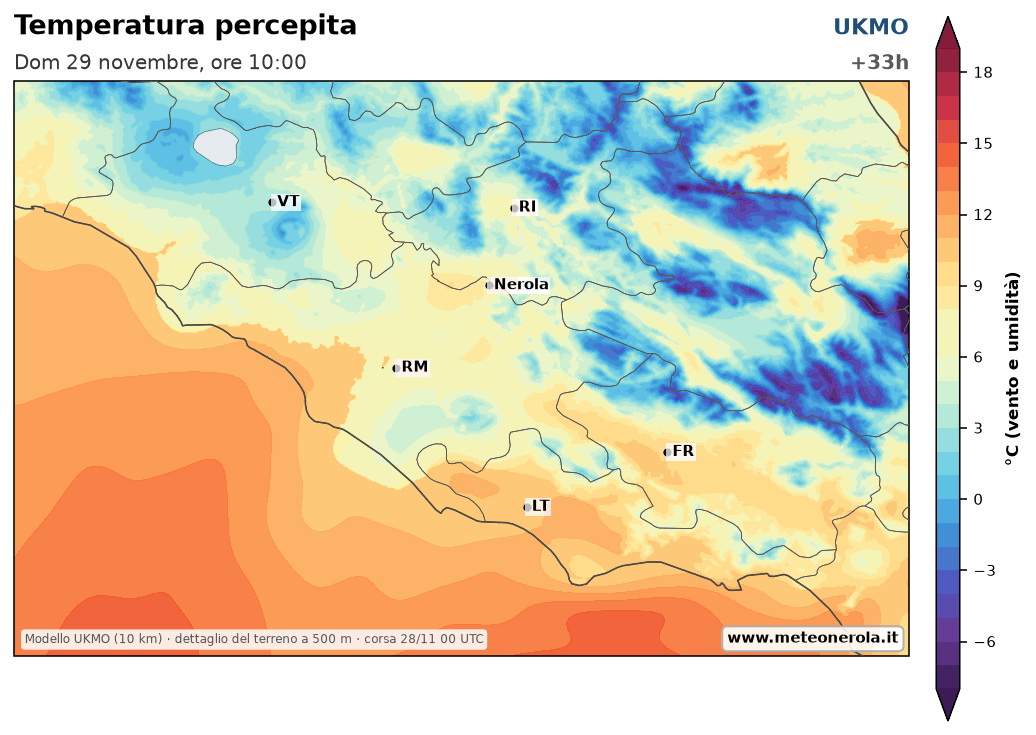 Temperatura percepita
UKMO
Dom 29 novembre, ore 10:00
+33h
VT
RI
Nerola
RM
FR
LT
18
15
12
9
6
3
0
−3
−6
°C (vento e umidità)
Modello UKMO (10 km) · dettaglio del terreno a 500 m · corsa 28/11 00 UTC
www.meteonerola.it